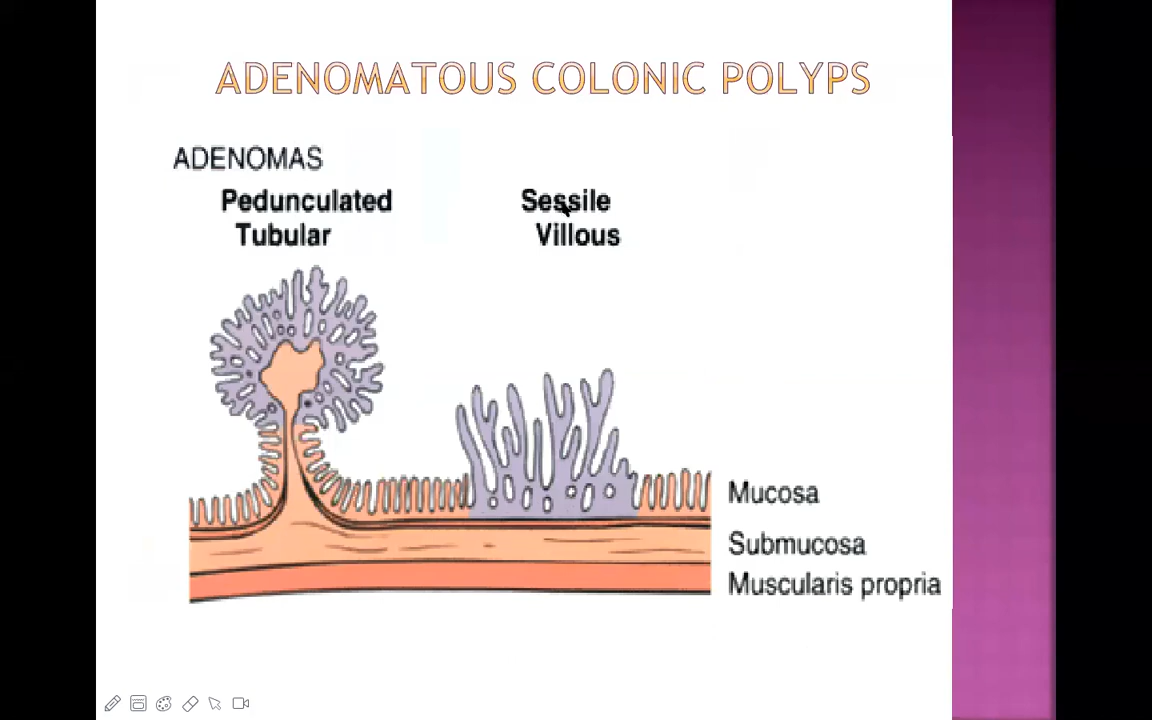 ADENOMATOUS COLONIC POLYPS
ADENOMAS
Pedunculated
Tubular
Sessile
Villous
Mucosa
Submucosa
Muscularis propria